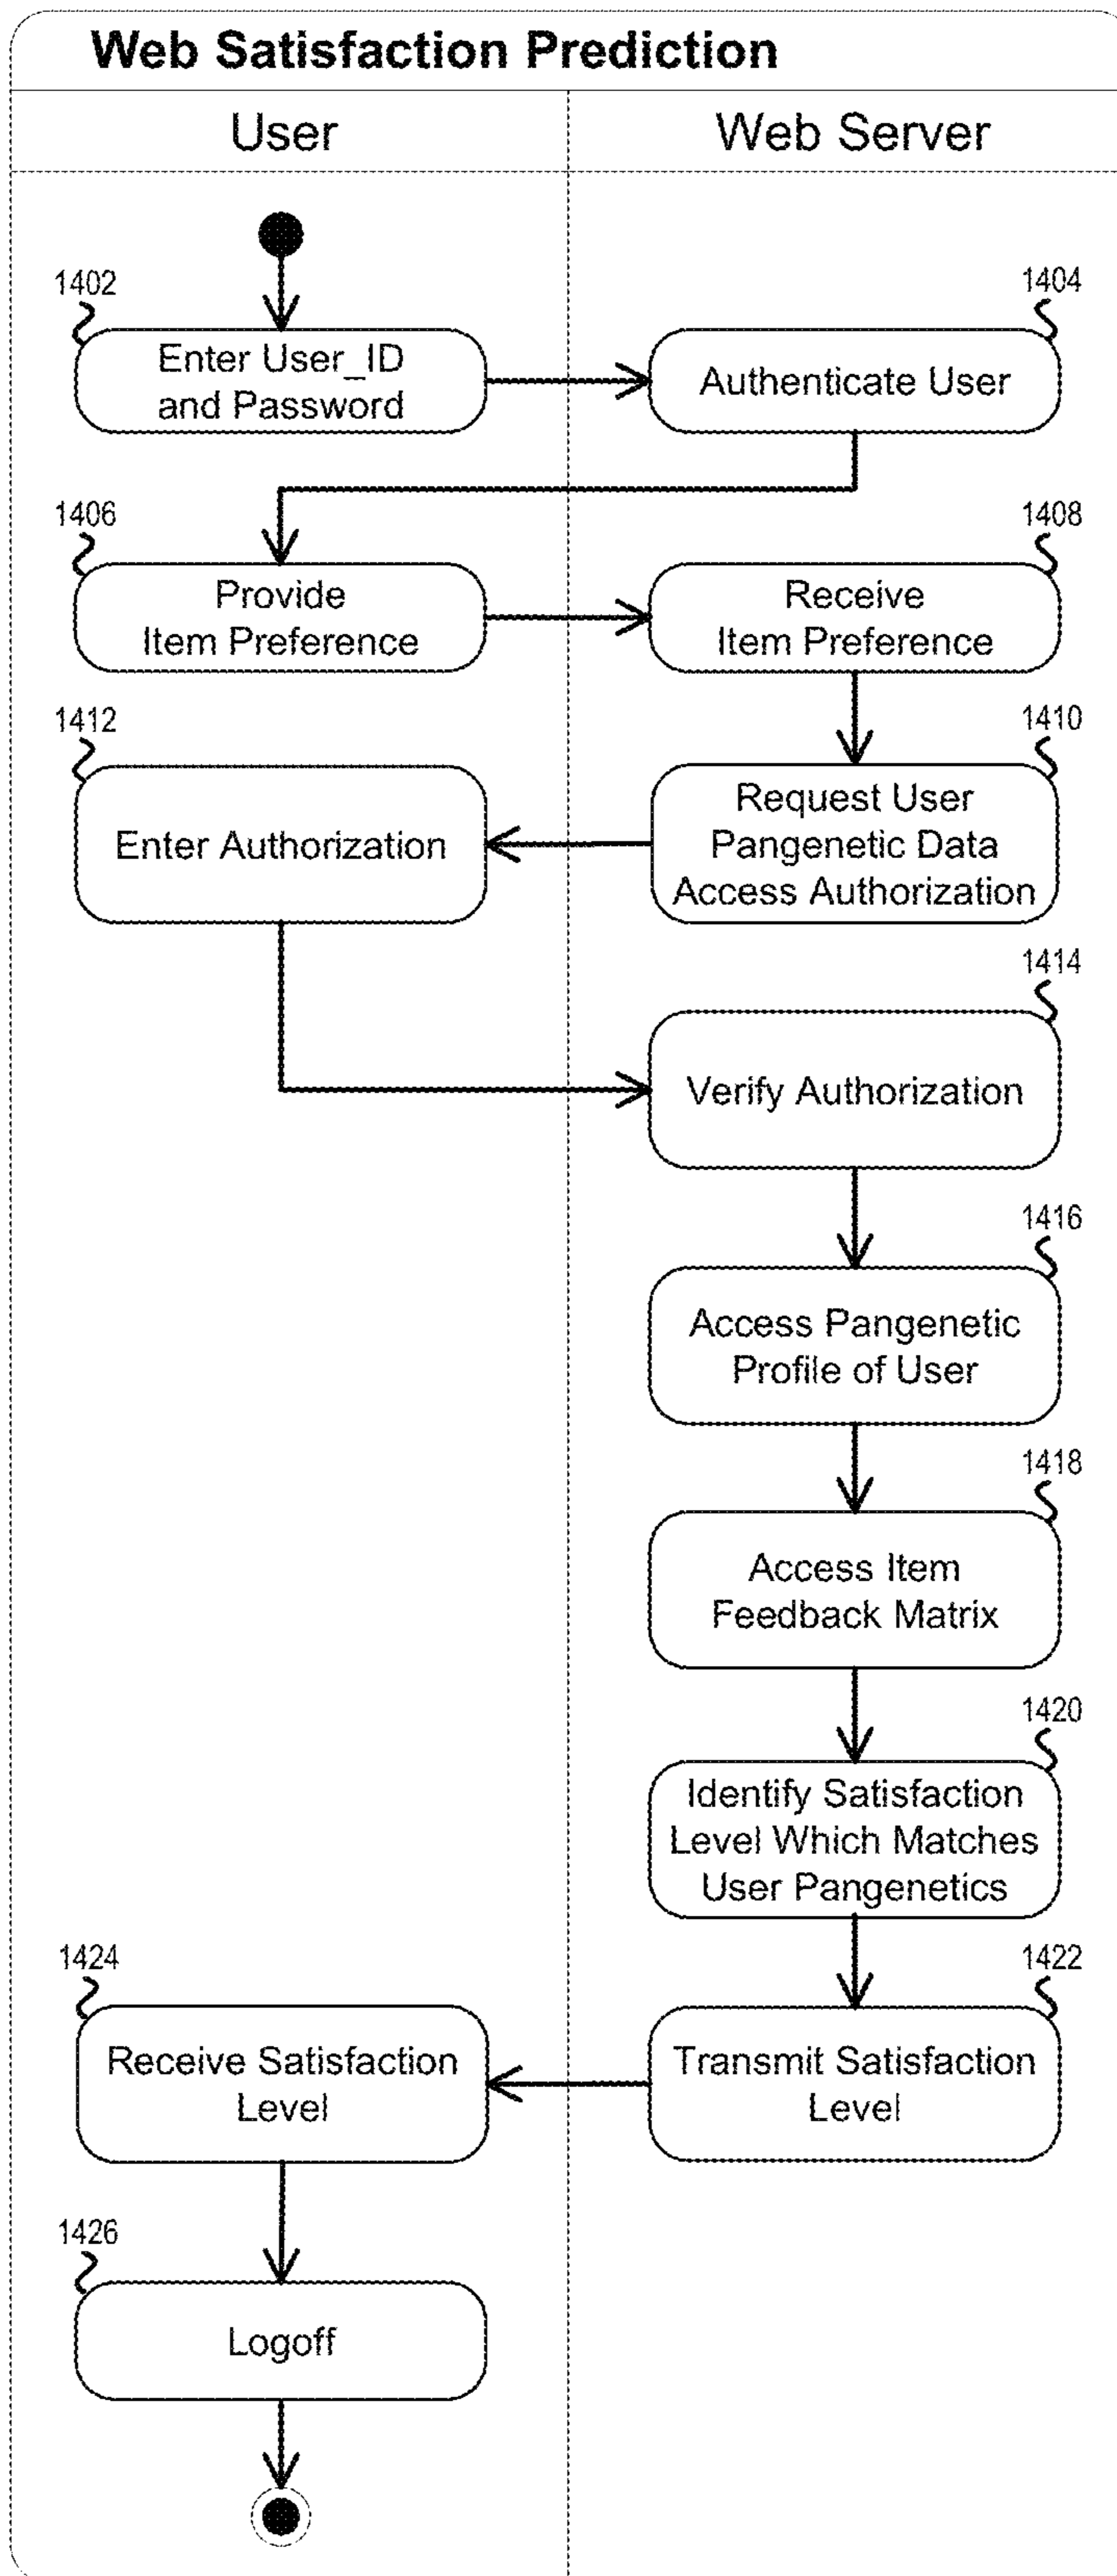 Web Satisfaction Prediction
User
Web Server
1402
Enter User_ID
and Password
1404
Authenticate User
1406
Provide
Item Preference
1408
Receive
Item Preference
1410
Request User
Pangenetic Data
Access Authorization
1412
Enter Authorization
1414
Verify Authorization
1416
Access Pangenetic
Profile of User
1418
Access Item
Feedback Matrix
1420
Identify Satisfaction
Level Which Matches
User Pangenetics
1422
Transmit Satisfaction
Level
1424
Receive Satisfaction
Level
1426
Logoff